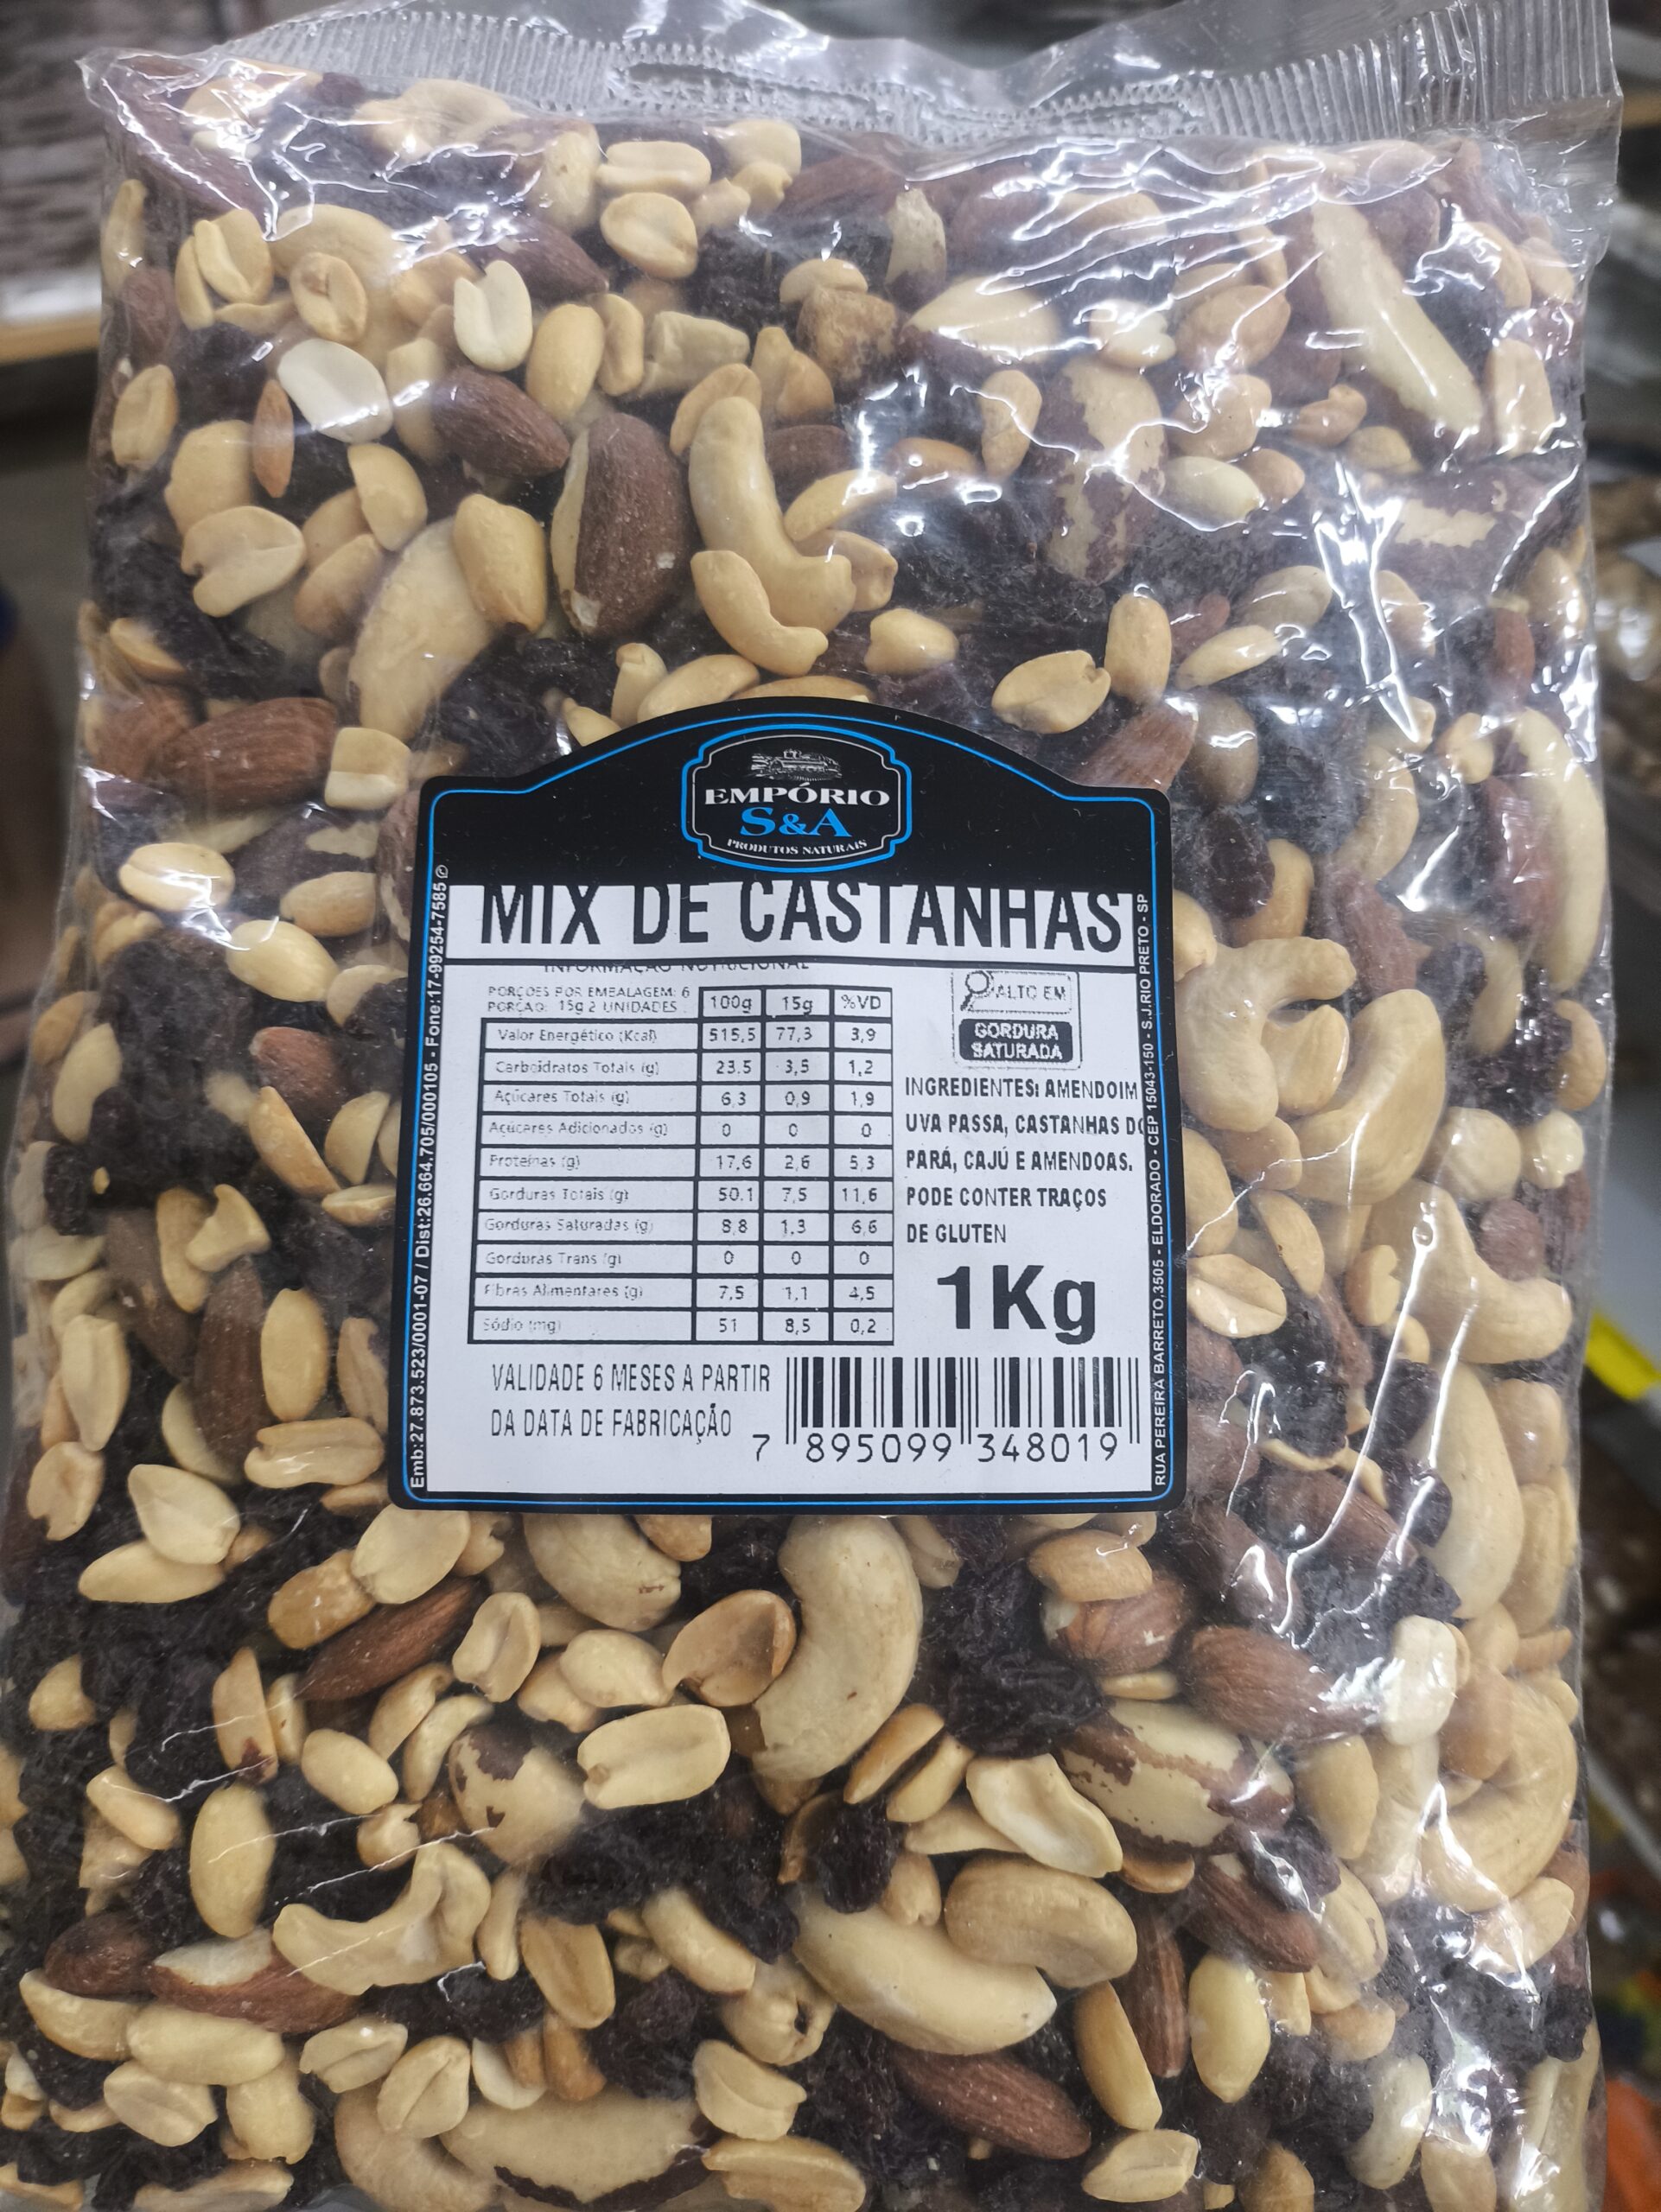 EMPÓRIO
S&A
PRODUTOS NATURAIS
MIX DE CASTANHAS
INFORMAÇÃO NUTRICIONAL
PORÇOES POR EMBALAGEM: 6
PORÇAO: 15g 2 UNIDADES
100g 15g %VD
Valor Energético (Kcal) 515,5 77,3 3,9
Carboidratos Totais (g) 23.5 3,5 1,2
Açúcares Totais (g) 6,3 0,9 1,9
Açúcares Adicionados (g) 0 0 0
Proteínas (g) 17,6 2,6 5,3
Gorduras Totais (g) 50.1 7,5 11,6
Gorduras Saturadas (g) 8,8 1,3 6,6
Gorduras Trans (g) 0 0 0
Fibras Alimentares (g) 7,5 1,1 4,5
Sódio (mg) 51 8,5 0,2
ALTO EM
GORDURA
SATURADA
INGREDIENTES: AMENDOIM
UVA PASSA, CASTANHAS DO
PARÁ, CAJÚ E AMENDOAS.
PODE CONTER TRAÇOS
DE GLUTEN
1Kg
VALIDADE 6 MESES A PARTIR
DA DATA DE FABRICAÇÃO
7 895099 348019
Emb:27.873.523/0001-07 / Dist:26.664.705/000105 - Fone:17-99254-7585
RUA PEREIRA BARRETO,3505 - ELDORADO - CEP 15043-150 - S.J.RIO PRETO - SP